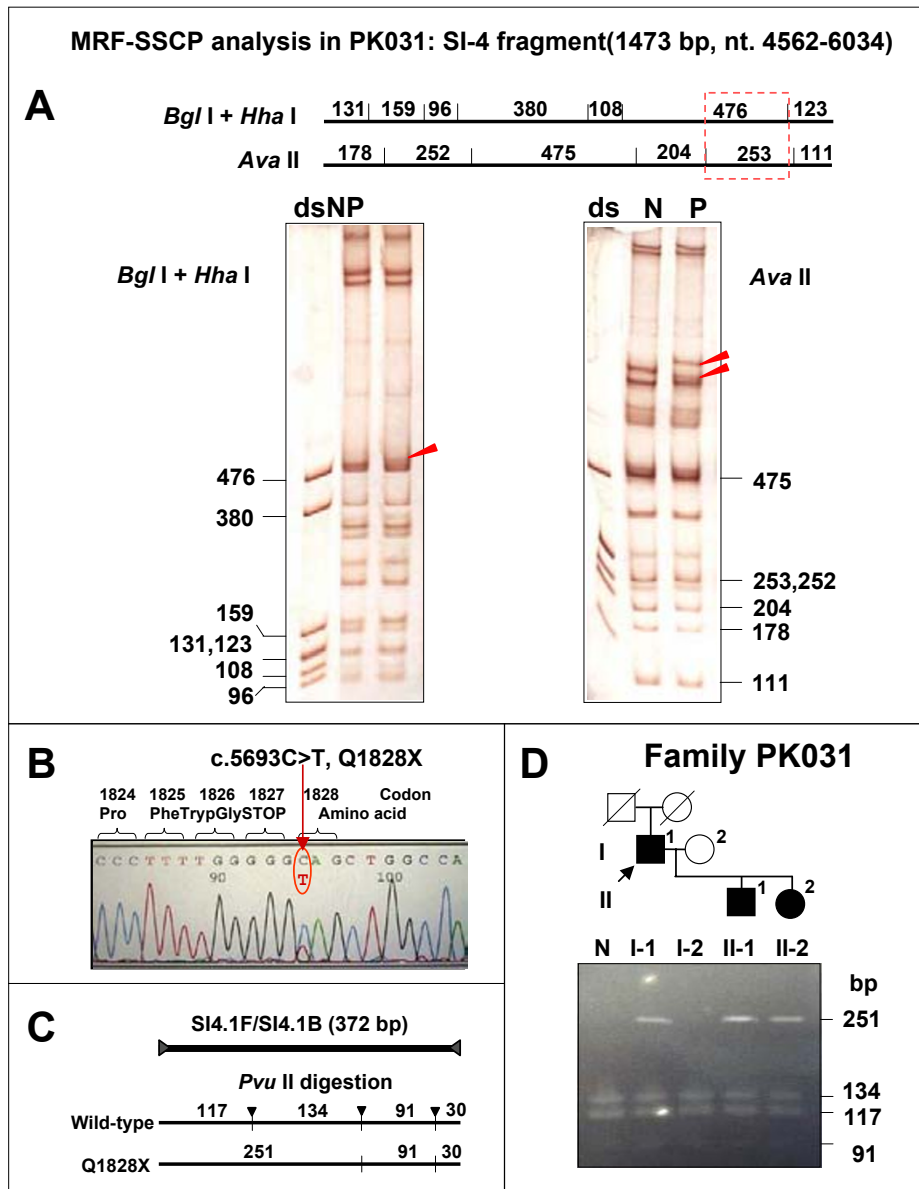 MRF-SSCP analysis in PK031: SI-4 fragment(1473 bp, nt. 4562-6034)
A
Bgl I + Hha I
131 159 96 380 108 476 123
Ava II
178 252 475 204 253 111
dsNP
ds N P
Bgl I + Hha I
Ava II
476
380
159
131,123
108
96
475
253,252
204
178
111
B
c.5693C>T, Q1828X
1824 1825 1826 1827 1828 Codon
Pro PheTrypGlySTOP Amino acid
C C C T T T T G G G G G C A G C T G G C C A
T
90 100
C
SI4.1F/SI4.1B (372 bp)
Pvu II digestion
117 134 91 30
Wild-type
251 91 30
Q1828X
D
Family PK031
I
1 2
II
1 2
N I-1 I-2 II-1 II-2
bp
251
134
117
91